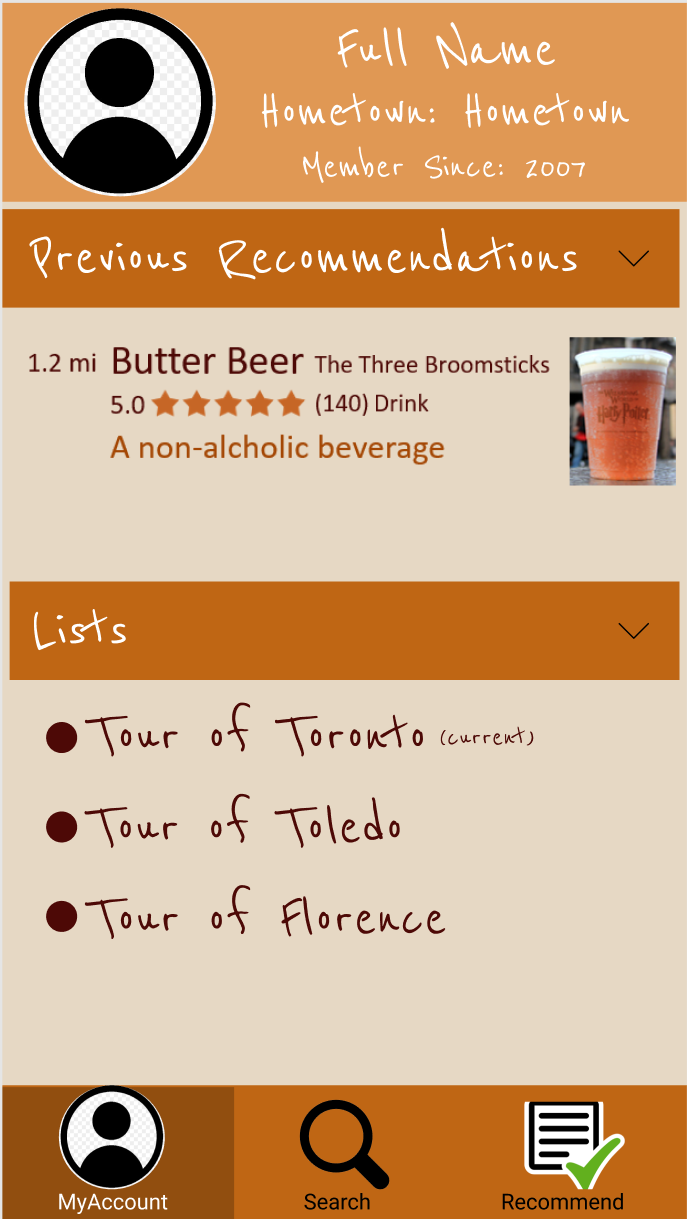 Full Name
Hometown: Hometown
Member Since: 2007
Previous Recommendations
1.2 mi Butter Beer The Three Broomsticks
5.0 (140) Drink
A non-alcholic beverage
Harry Potter
Lists
Tour of Toronto (current)
Tour of Toledo
Tour of Florence
MyAccount Search Recommend